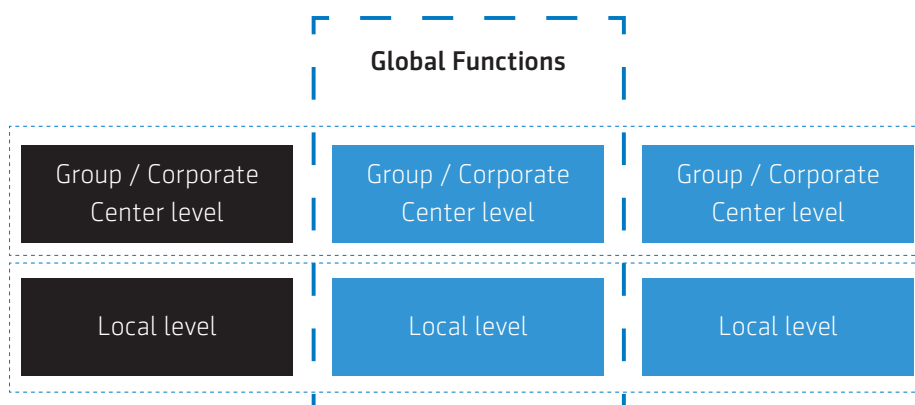 Global Functions
Group / Corporate
Center level
Group / Corporate
Center level
Group / Corporate
Center level
Local level
Local level
Local level